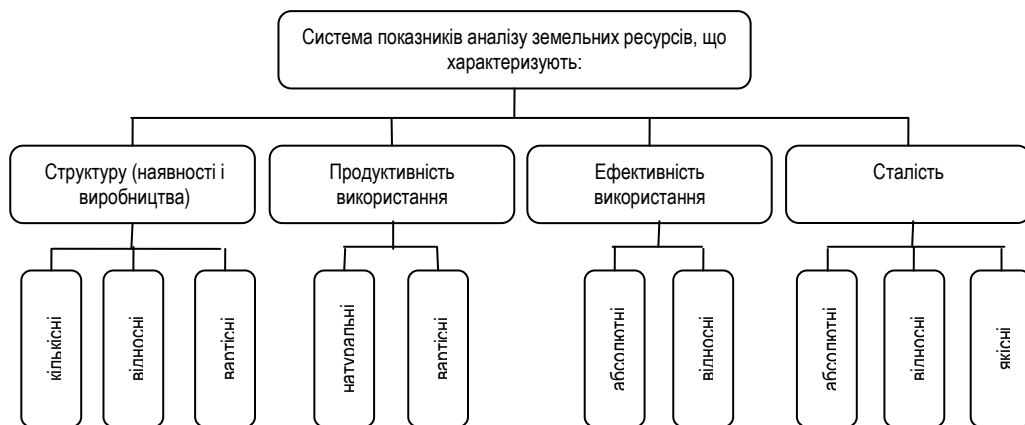 Система показників аналізу земельних ресурсів, що
характеризують:
Структуру (наявності і
виробництва)
Продуктивність
використання
Ефективність
використання
Сталість
кількісні
відносні
вартісні
натуральні
вартісні
абсолютні
відносні
абсолютні
відносні
якісні